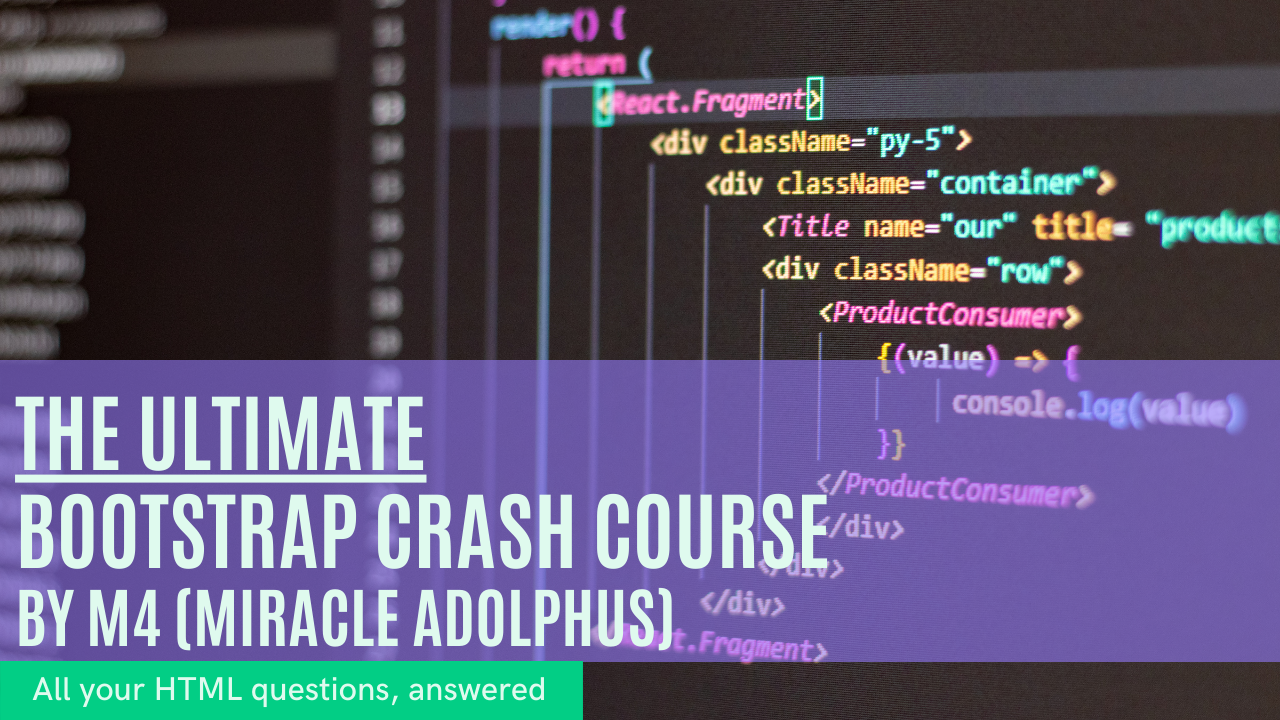 render() {
return (
<React.Fragment>
<div className="py-5">
<div className="container">
<Title name="our" title= "product
<div className="row">
<ProductConsumer>
{(value) => {
console.log(value)
}}
</ProductConsumer>
</div>
</div>
</div>
</React.Fragment>
THE ULTIMATE
BOOTSTRAP CRASH COURSE
BY M4 (MIRACLE ADOLPHUS)
All your HTML questions, answered